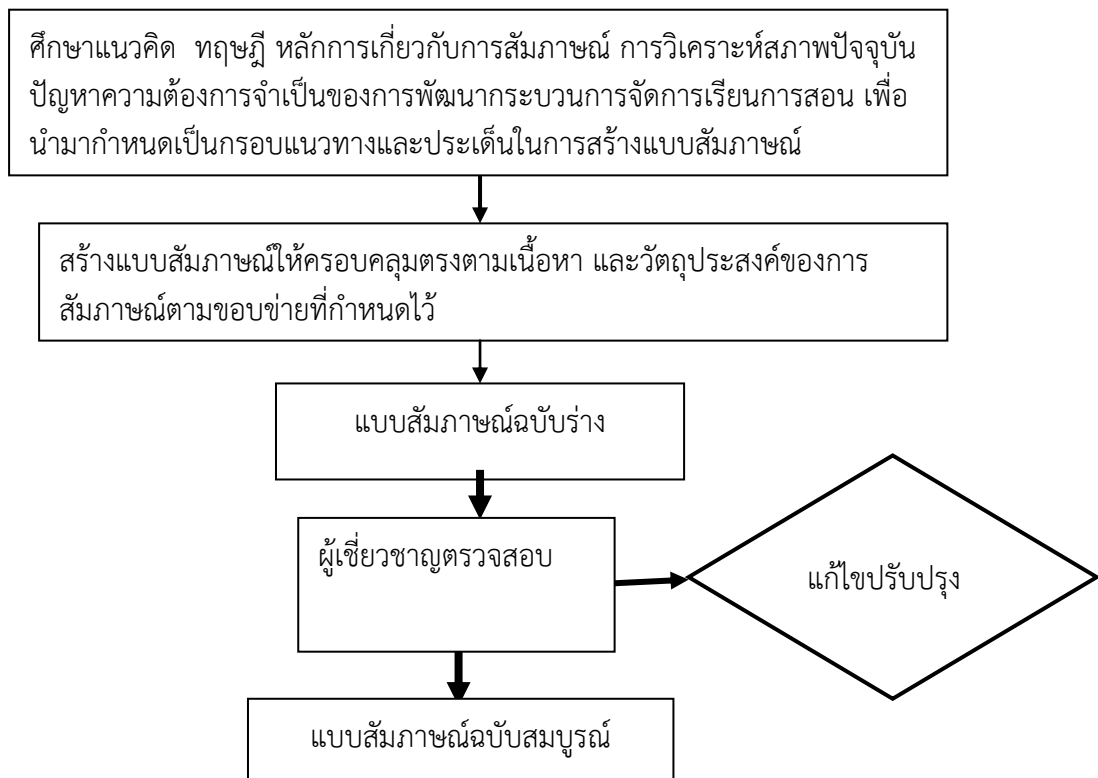 ศึกษาแนวคิด  ทฤษฎี หลักการเกี่ยวกับการสัมภาษณ์ การวิเคราะห์สภาพปัจจุบัน
ปัญหาความต้องการจำเป็นของการพัฒนากระบวนการจัดการเรียนการสอน เพื่อ
นำมากำหนดเป็นกรอบแนวทางและประเด็นในการสร้างแบบสัมภาษณ์
สร้างแบบสัมภาษณ์ให้ครอบคลุมตรงตามเนื้อหา และวัตถุประสงค์ของการ
สัมภาษณ์ตามขอบข่ายที่กำหนดไว้
แบบสัมภาษณ์ฉบับร่าง
ผู้เชี่ยวชาญตรวจสอบ
แก้ไขปรับปรุง
แบบสัมภาษณ์ฉบับสมบูรณ์